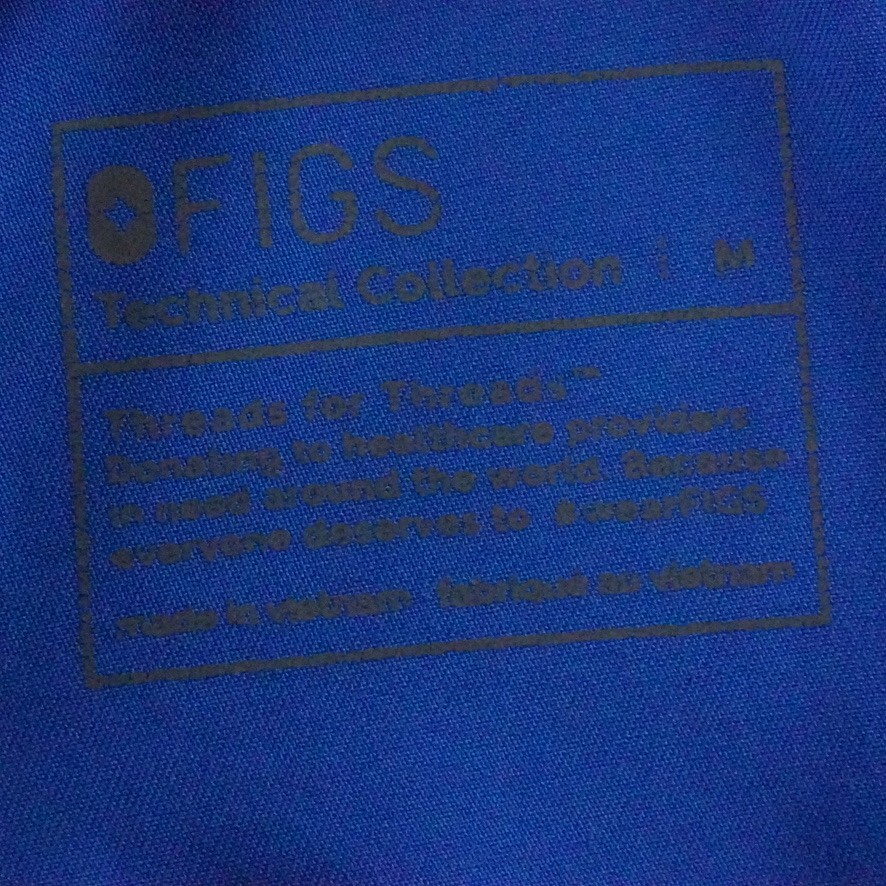 FIGS
Technical Collection | M
Threads for Threads™
Donating to healthcare providers
in need around the world. Because
everyone deserves to #wearFIGS
made in vietnam fabriqué au vietnam